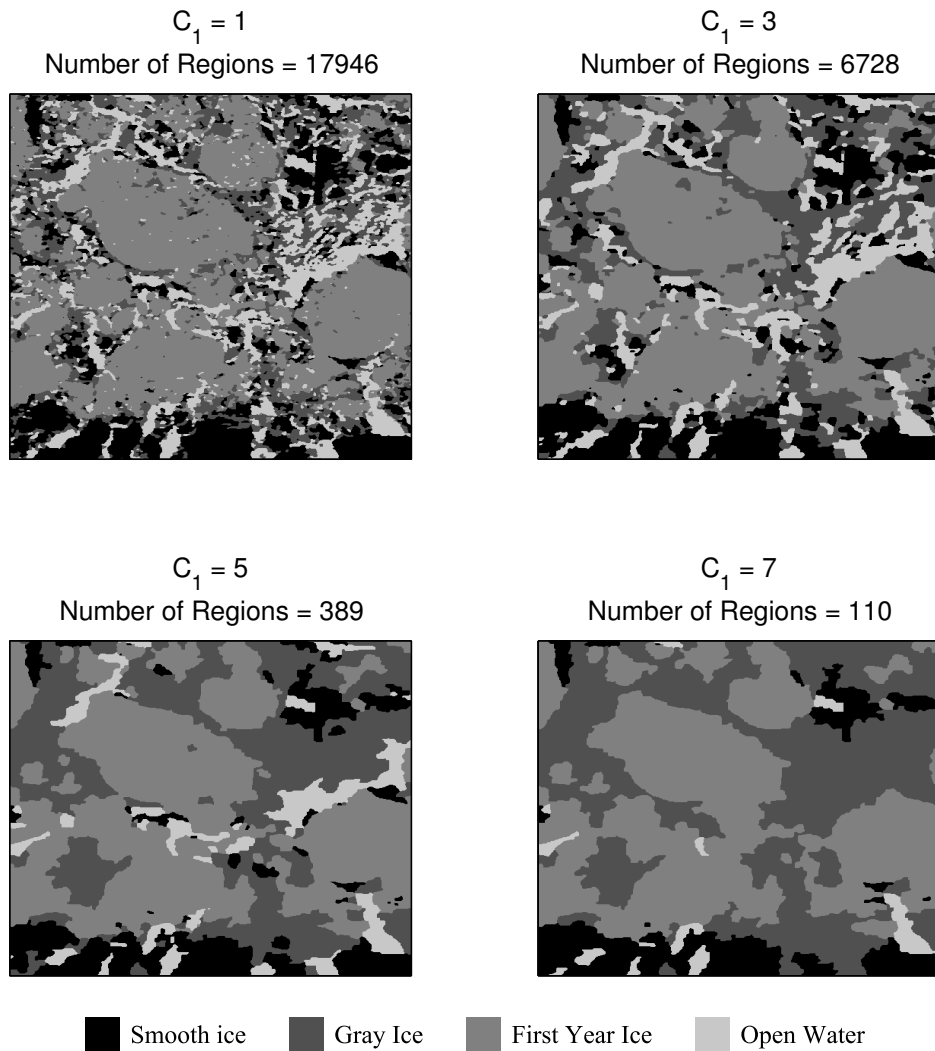 C1 = 1
Number of Regions = 17946
C1 = 3
Number of Regions = 6728
C1 = 5
Number of Regions = 389
C1 = 7
Number of Regions = 110
Smooth ice
Gray Ice
First Year Ice
Open Water